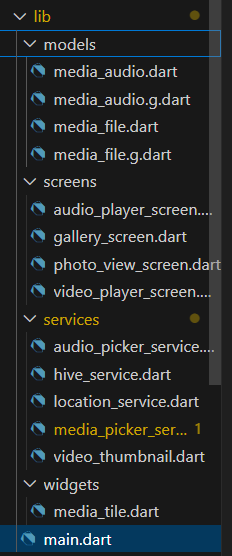 lib
models
media_audio.dart
media_audio.g.dart
media_file.dart
media_file.g.dart
screens
audio_player_screen....
gallery_screen.dart
photo_view_screen.dart
video_player_screen....
services
audio_picker_service....
hive_service.dart
location_service.dart
media_picker_ser... 1
video_thumbnail.dart
widgets
media_tile.dart
main.dart